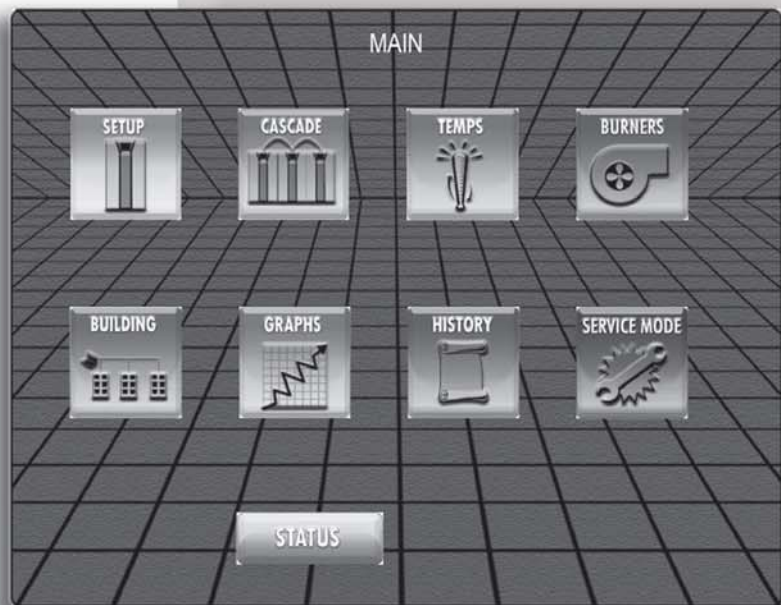 MAIN
SETUP
CASCADE
TEMPS
BURNERS
BUILDING
GRAPHS
HISTORY
SERVICE MODE
STATUS